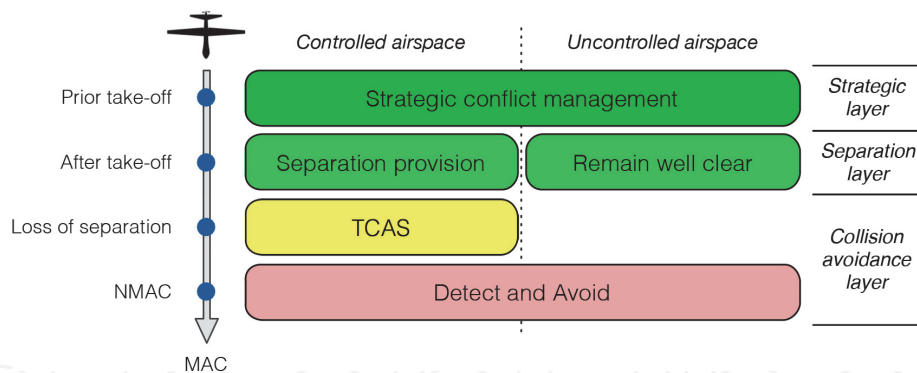 Controlled airspace
Uncontrolled airspace
Prior take-off
Strategic conflict management
Strategic
layer
After take-off
Separation provision
Remain well clear
Separation
layer
Loss of separation
TCAS
Collision
avoidance
layer
NMAC
Detect and Avoid
MAC